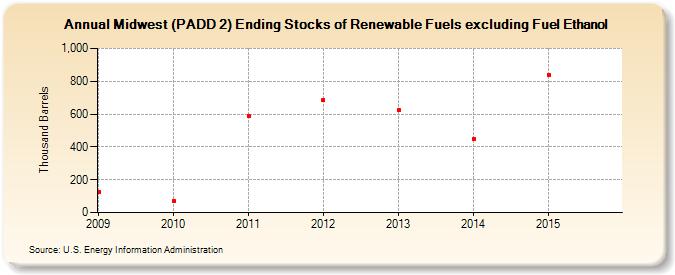 Annual Midwest (PADD 2) Ending Stocks of Renewable Fuels excluding Fuel Ethanol
Thousand Barrels
1,000
800
600
400
200
0
2009 2010 2011 2012 2013 2014 2015
Source: U.S. Energy Information Administration